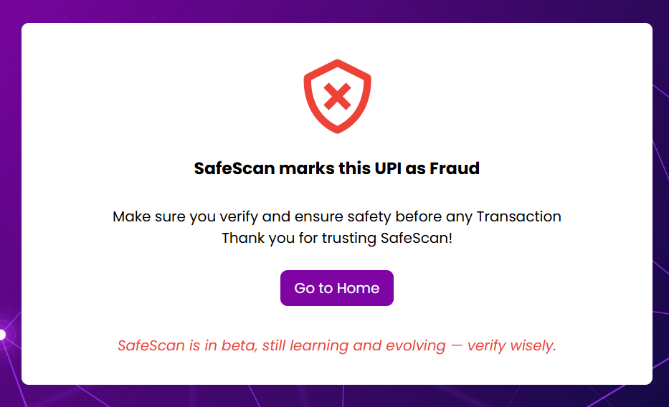 SafeScan marks this UPI as Fraud
Make sure you verify and ensure safety before any Transaction
Thank you for trusting SafeScan!
Go to Home
SafeScan is in beta, still learning and evolving — verify wisely.